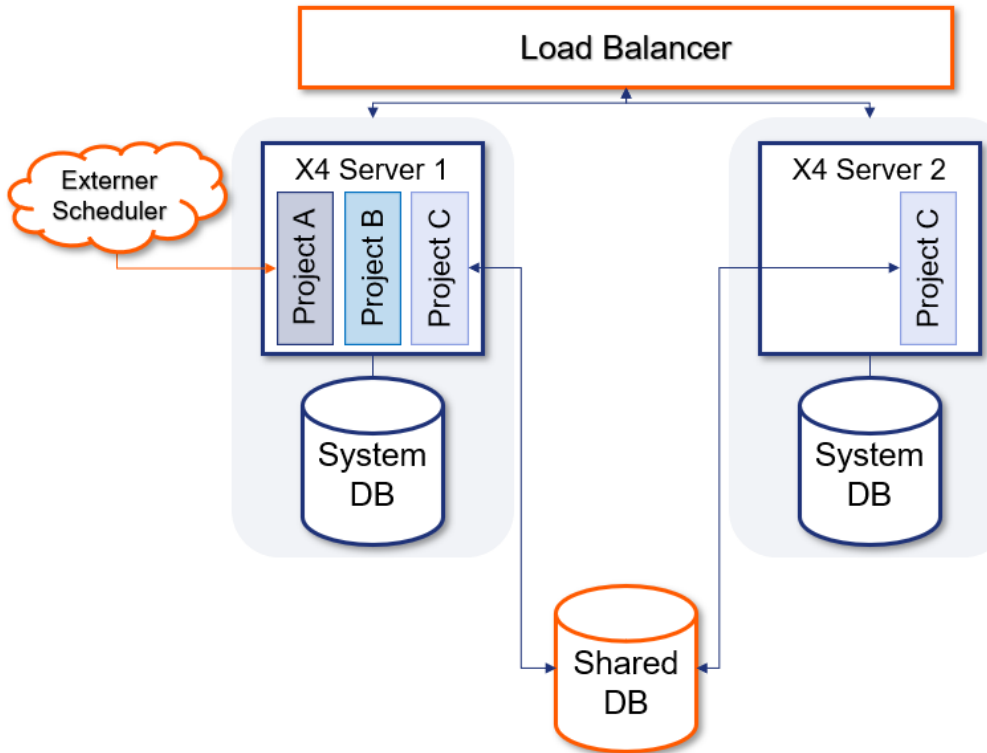 Load Balancer
X4 Server 1
X4 Server 2
Externer
Scheduler
Project A
Project B
Project C
Project C
System
DB
System
DB
Shared
DB